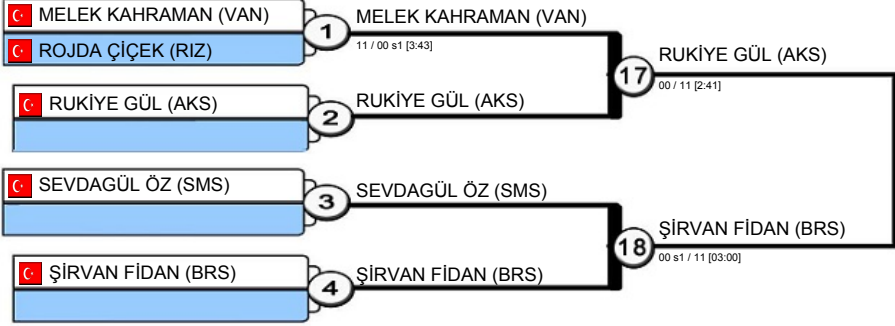 MELEK KAHRAMAN (VAN)
ROJDA ÇİÇEK (RIZ)
1
MELEK KAHRAMAN (VAN)
11 / 00 s1 [3:43]
RUKİYE GÜL (AKS)
2
RUKİYE GÜL (AKS)
17
RUKİYE GÜL (AKS)
00 / 11 [2:41]
SEVDAGÜL ÖZ (SMS)
3
SEVDAGÜL ÖZ (SMS)
ŞİRVAN FİDAN (BRS)
4
ŞİRVAN FİDAN (BRS)
18
ŞİRVAN FİDAN (BRS)
00 s1 / 11 [03:00]